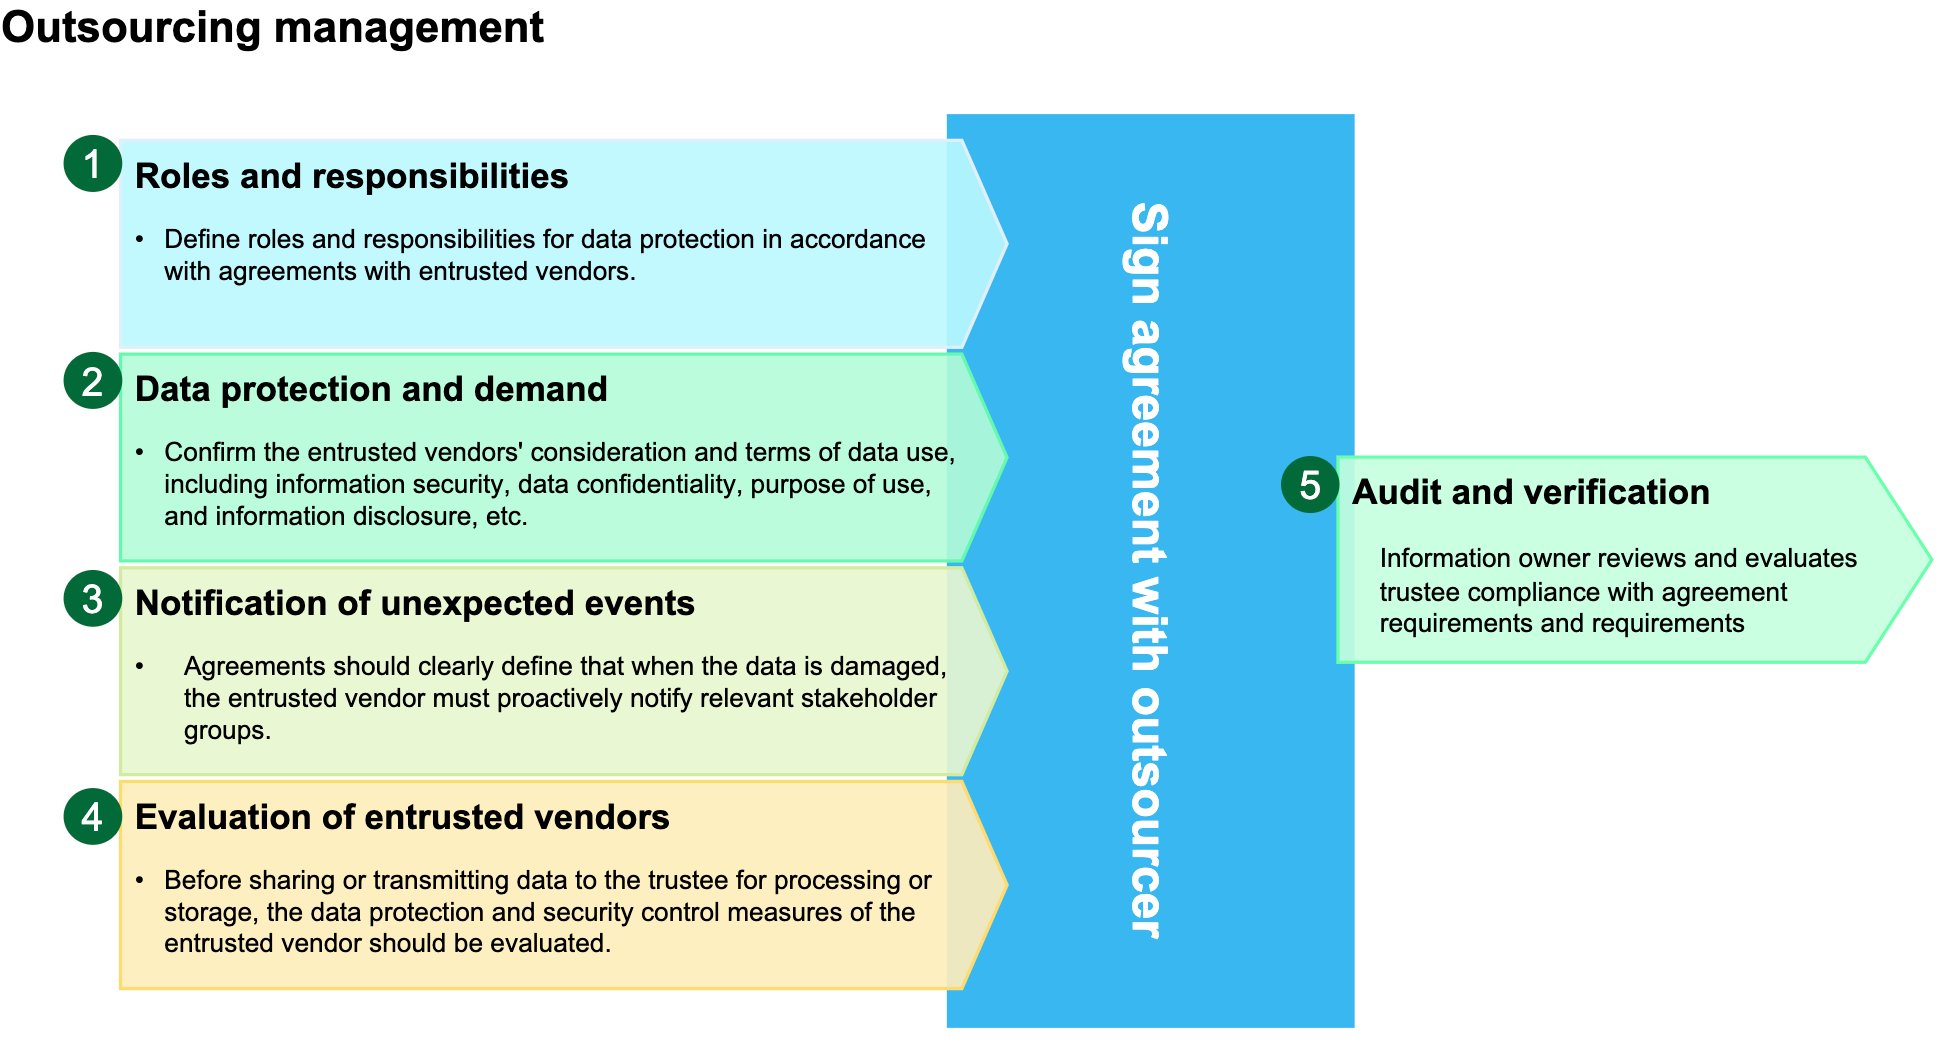 Outsourcing management
1
Roles and responsibilities
• Define roles and responsibilities for data protection in accordance
with agreements with entrusted vendors.
2
Data protection and demand
• Confirm the entrusted vendors' consideration and terms of data use,
including information security, data confidentiality, purpose of use,
and information disclosure, etc.
3
Notification of unexpected events
• Agreements should clearly define that when the data is damaged,
the entrusted vendor must proactively notify relevant stakeholder
groups.
4
Evaluation of entrusted vendors
• Before sharing or transmitting data to the trustee for processing or
storage, the data protection and security control measures of the
entrusted vendor should be evaluated.
Sign agreement with outsourcer
5
Audit and verification
Information owner reviews and evaluates
trustee compliance with agreement
requirements and requirements